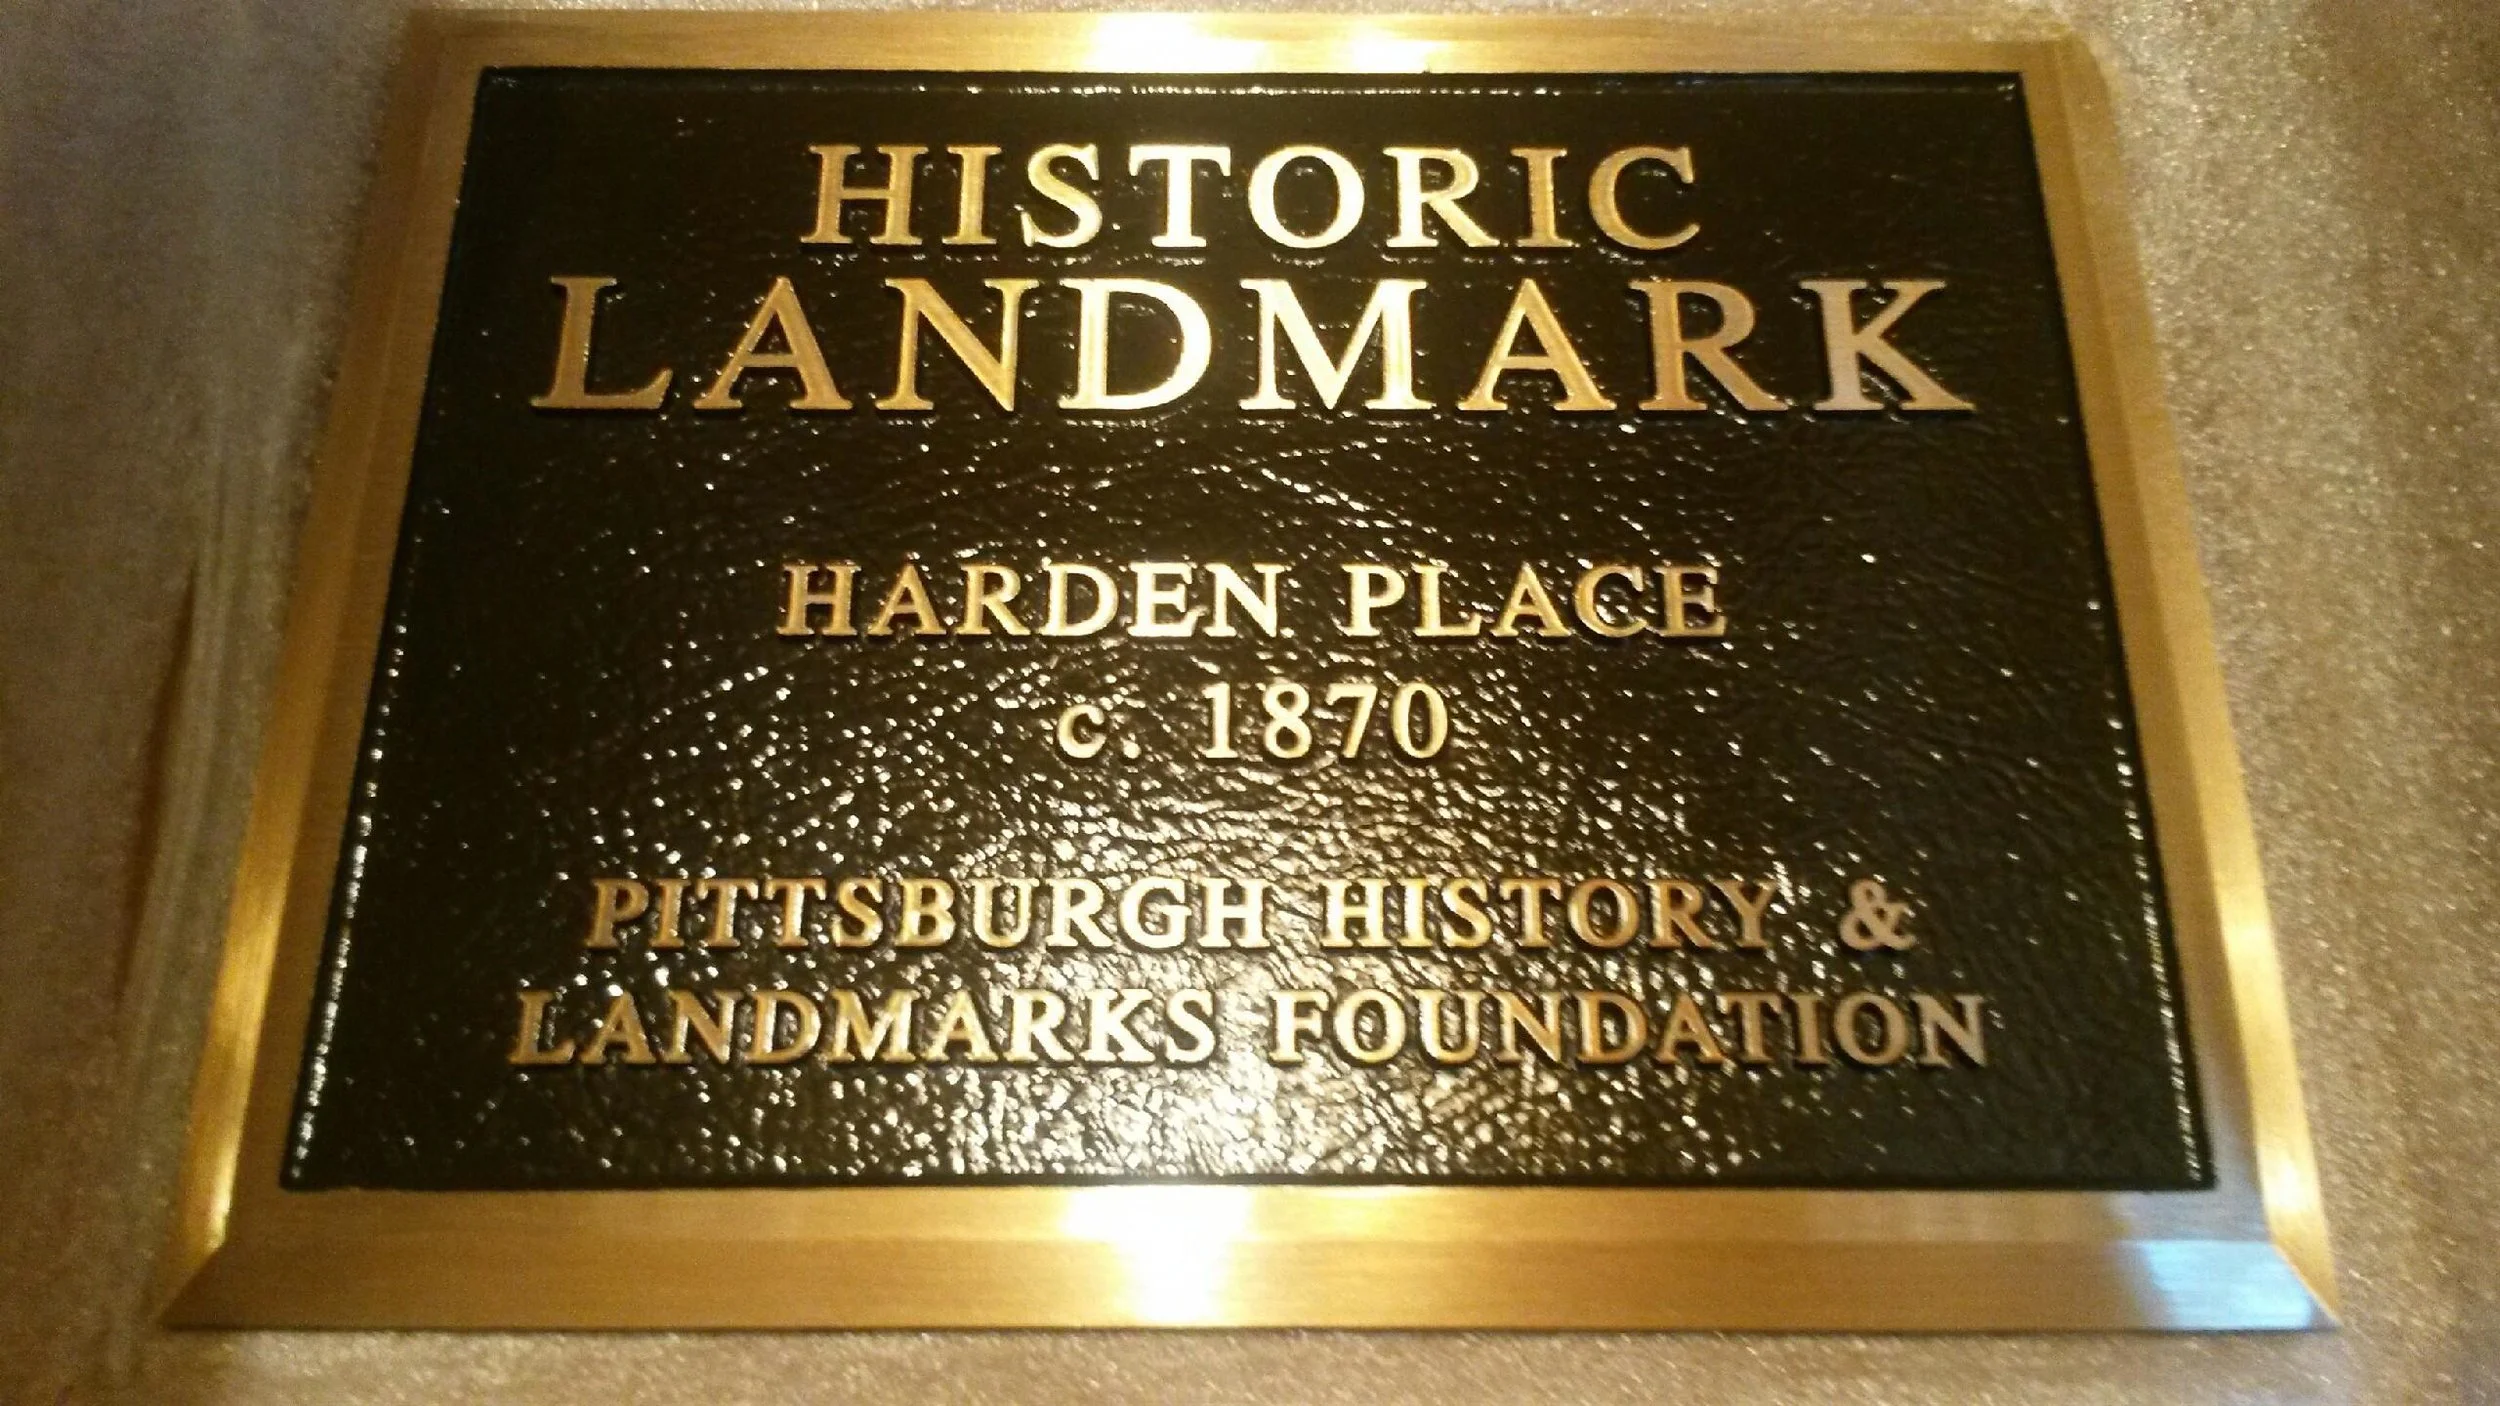 HISTORIC
LANDMARK
HARDEN PLACE
c. 1870
PITTSBURGH HISTORY &
LANDMARKS FOUNDATION